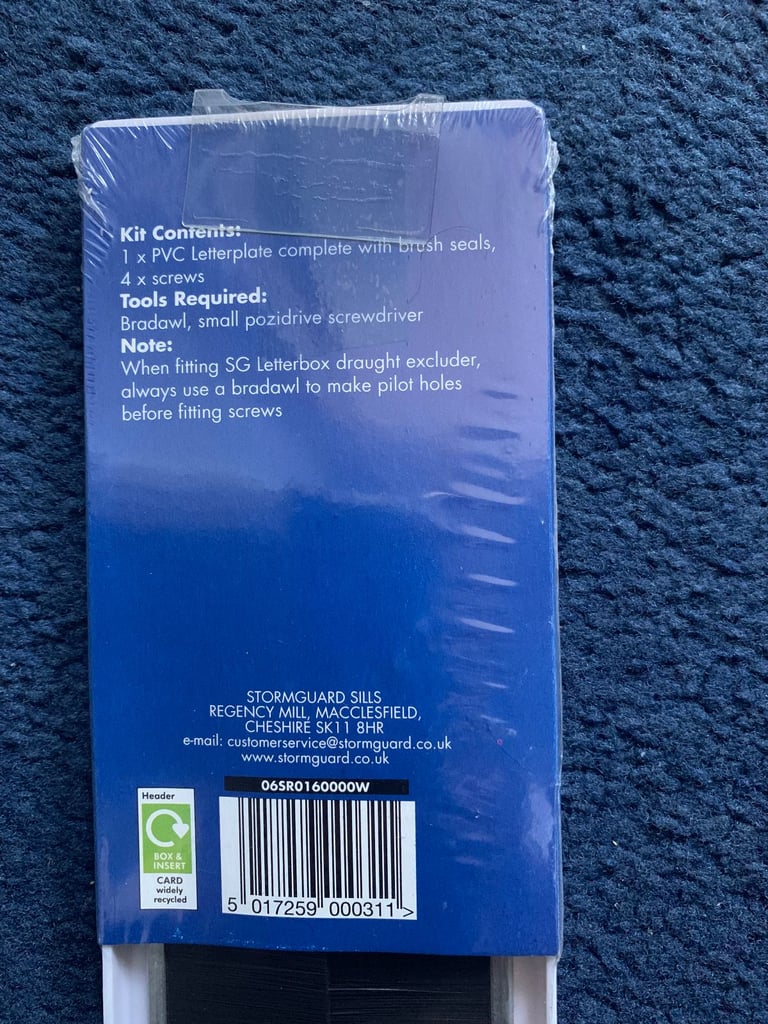 Kit Contents:
1 x PVC Letterplate complete with brush seals,
4 x screws
Tools Required:
Bradawl, small pozidrive screwdriver
Note:
When fitting SG Letterbox draught excluder,
always use a bradawl to make pilot holes
before fitting screws
STORMGUARD SILLS
REGENCY MILL, MACCLESFIELD,
CHESHIRE SK11 8HR
e-mail: customerservice@stormguard.co.uk
www.stormguard.co.uk
06SR0160000W
Header
BOX &
INSERT
CARD
widely
recycled
5 017259 000311 >